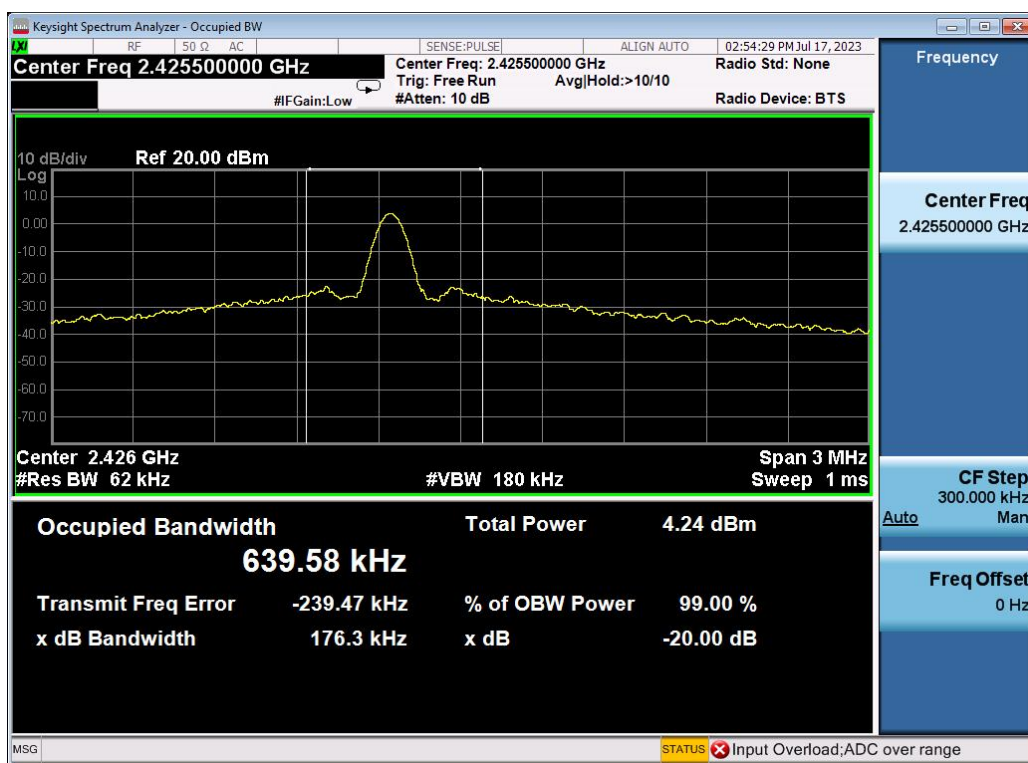 Keysight Spectrum Analyzer - Occupied BW
LXI RF 50 Ω AC SENSE:PULSE ALIGN AUTO 02:54:29 PM Jul 17, 2023
Center Freq 2.425500000 GHz
Center Freq: 2.425500000 GHz
Radio Std: None
Trig: Free Run Avg|Hold:>10/10
#IFGain:Low
#Atten: 10 dB
Radio Device: BTS
10 dB/div Ref 20.00 dBm
Log
10.0
0.00
-10.0
-20.0
-30.0
-40.0
-50.0
-60.0
-70.0
Center 2.426 GHz Span 3 MHz
#Res BW 62 kHz #VBW 180 kHz Sweep 1 ms
Occupied Bandwidth Total Power 4.24 dBm
639.58 kHz
Transmit Freq Error -239.47 kHz % of OBW Power 99.00 %
x dB Bandwidth 176.3 kHz x dB -20.00 dB
Frequency
Center Freq
2.425500000 GHz
CF Step
300.000 kHz
Auto Man
Freq Offset
0 Hz
MSG STATUS Input Overload;ADC over range